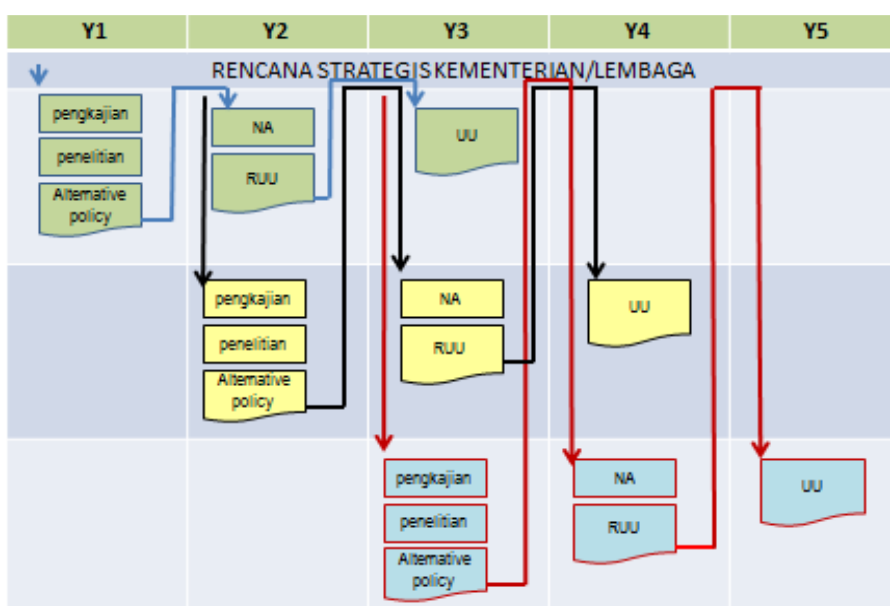 Y1 Y2 Y3 Y4 Y5
RENCANA STRATEGIS KEMENTERIAN/LEMBAGA
pengkajian
penelitian
Alternative
policy
NA
RUU
UU
pengkajian
penelitian
Alternative
policy
NA
RUU
UU
pengkajian
penelitian
Alternative
policy
NA
RUU
UU